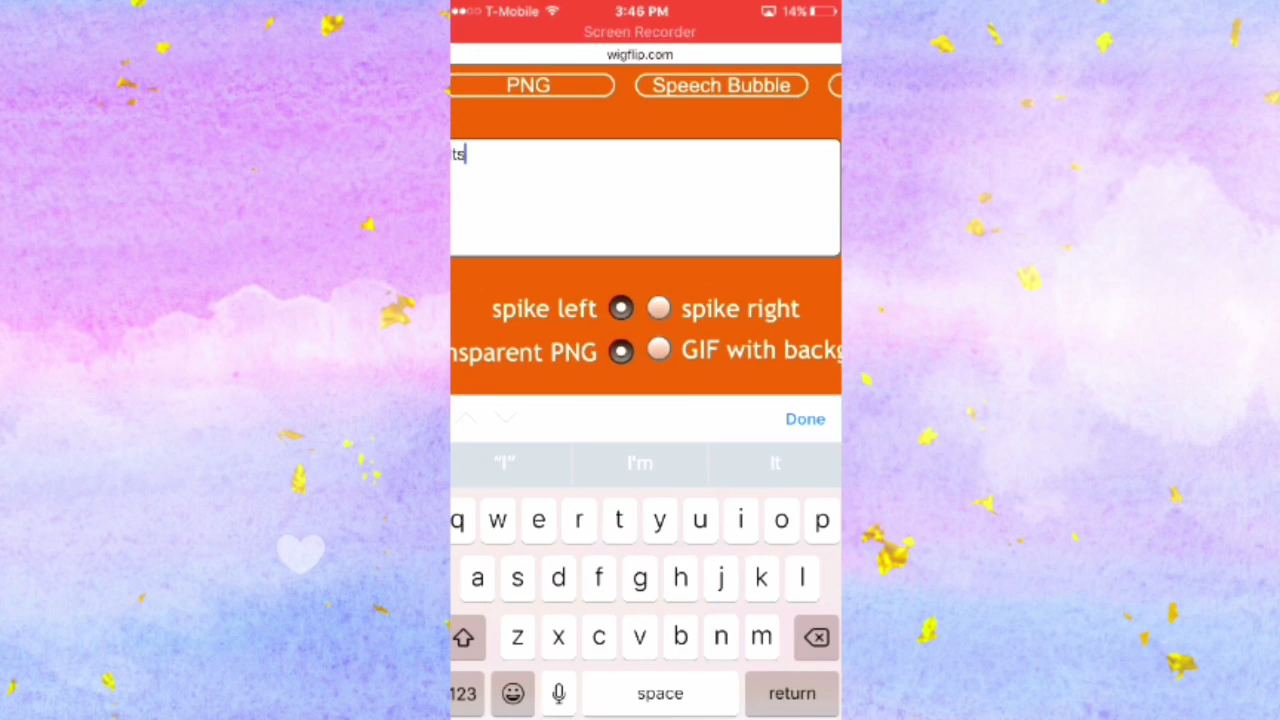 T-Mobile 3:46 PM 14%
Screen Recorder
wigflip.com
PNG Speech Bubble
ts
spike left spike right
nsparent PNG GIF with backg
Done
“I” I'm It
q w e r t y u i o p
a s d f g h j k l
z x c v b n m
123 space return